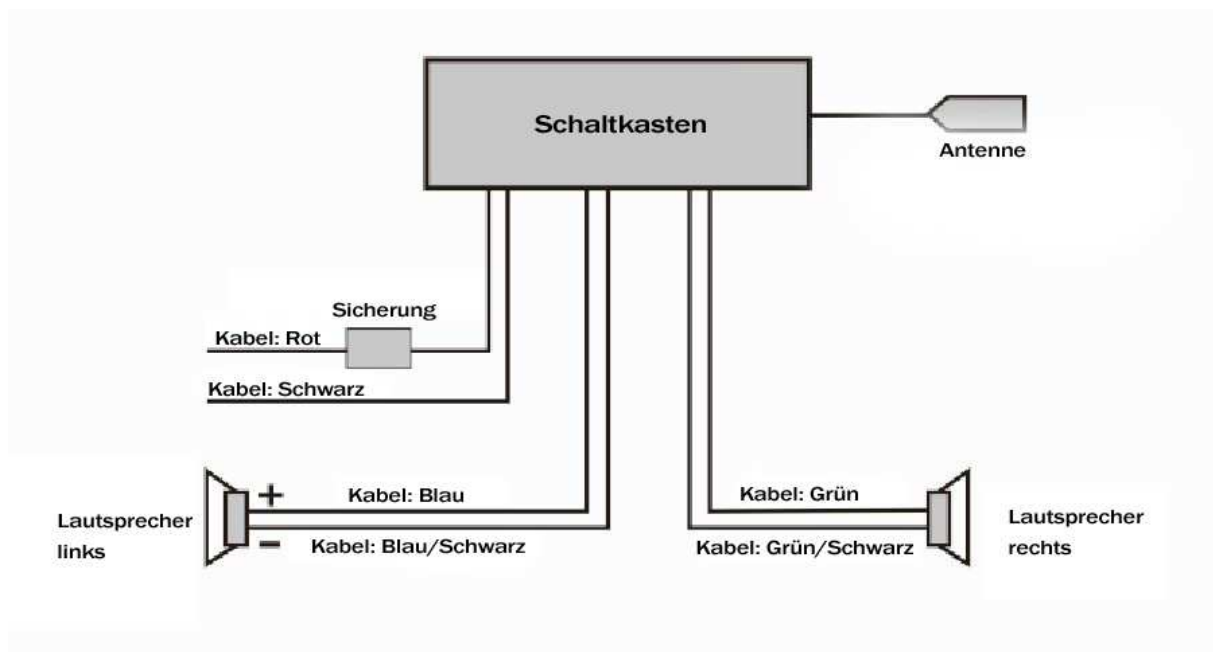 Schaltkasten
Antenne
Sicherung
Kabel: Rot
Kabel: Schwarz
+
Kabel: Blau
Kabel: Grün
Lautsprecher
links
−
Kabel: Blau/Schwarz
Kabel: Grün/Schwarz
Lautsprecher
rechts